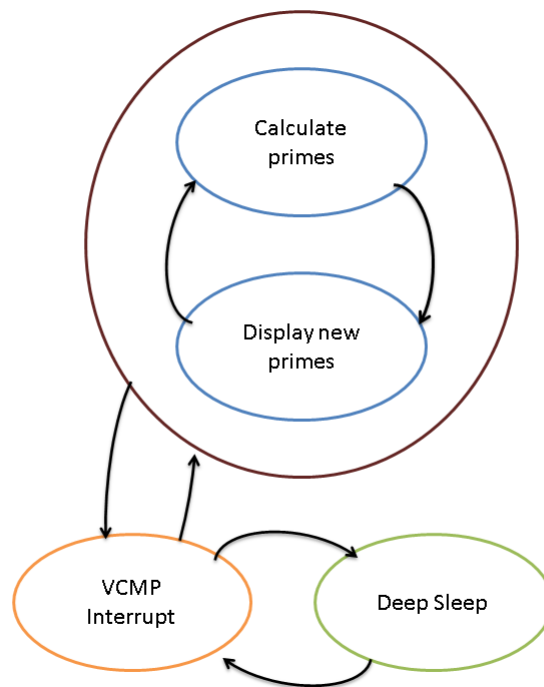 Calculate
primes
Display new
primes
VCMP
Interrupt
Deep Sleep